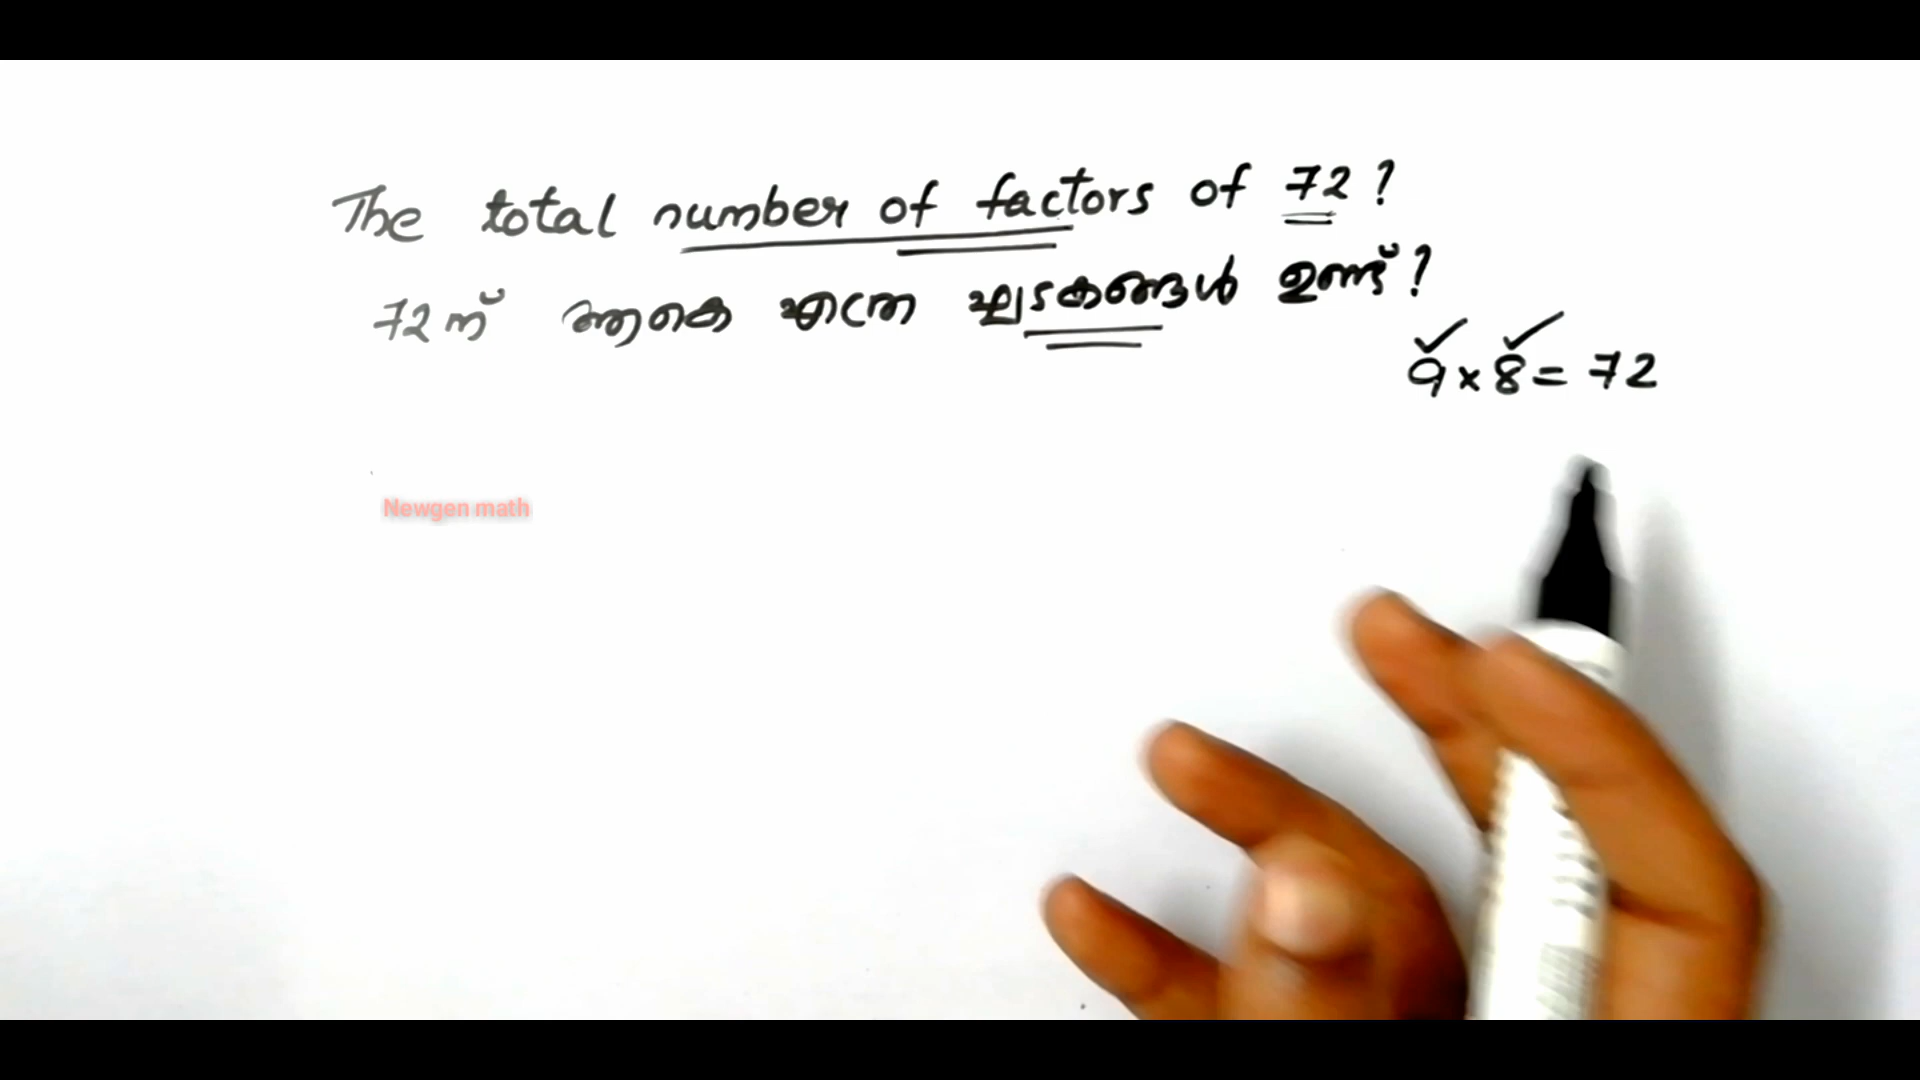 The total number of factors of 72?
72ന് ആകെ എത്ര ഘടകങ്ങൾ ഉണ്ട്?
9 x 8 = 72
Newgen math